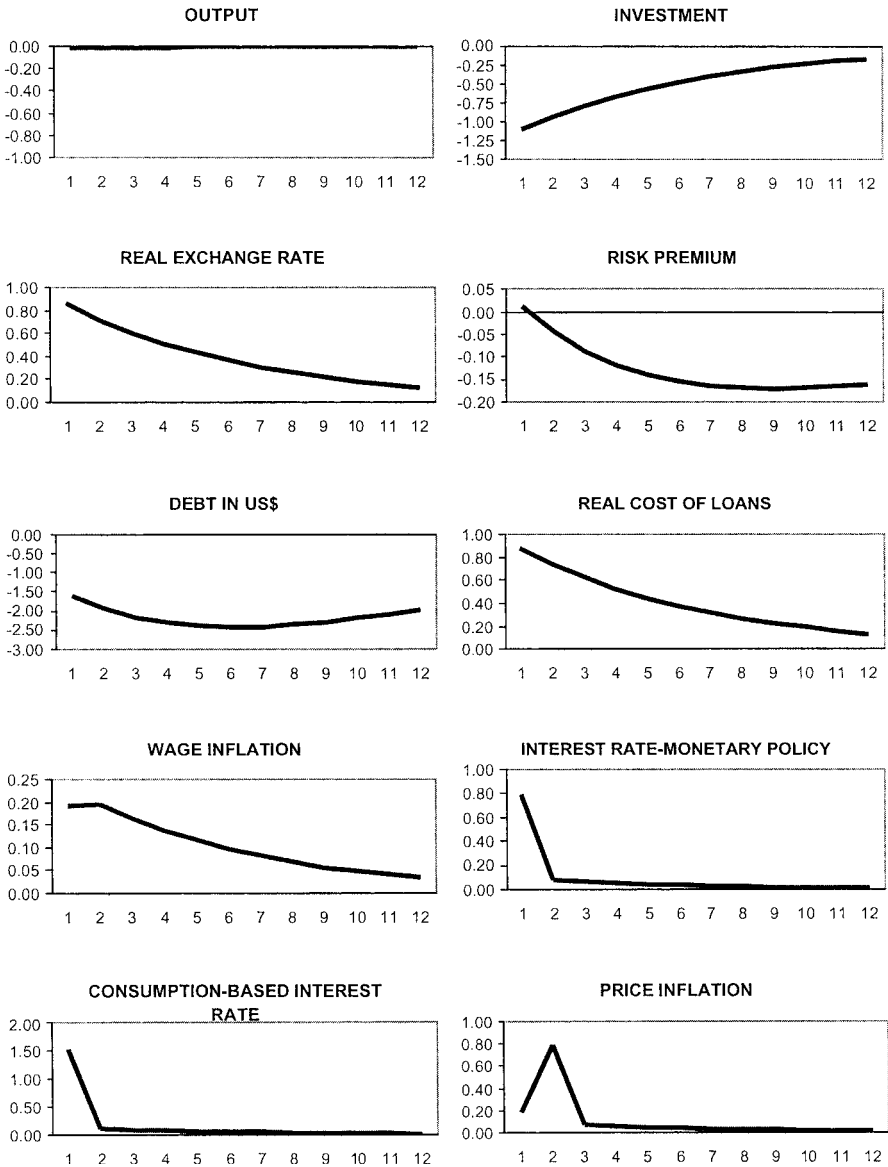 OUTPUT
0.00
-0.20
-0.40
-0.60
-0.80
-1.00
1 2 3 4 5 6 7 8 9 10 11 12
INVESTMENT
0.00
-0.25
-0.50
-0.75
-1.00
-1.25
-1.50
1 2 3 4 5 6 7 8 9 10 11 12
REAL EXCHANGE RATE
1.00
0.80
0.60
0.40
0.20
0.00
1 2 3 4 5 6 7 8 9 10 11 12
RISK PREMIUM
0.05
0.00
-0.05
-0.10
-0.15
-0.20
1 2 3 4 5 6 7 8 9 10 11 12
DEBT IN US$
0.00
-0.50
-1.00
-1.50
-2.00
-2.50
-3.00
1 2 3 4 5 6 7 8 9 10 11 12
REAL COST OF LOANS
1.00
0.80
0.60
0.40
0.20
0.00
1 2 3 4 5 6 7 8 9 10 11 12
WAGE INFLATION
0.25
0.20
0.15
0.10
0.05
0.00
1 2 3 4 5 6 7 8 9 10 11 12
INTEREST RATE-MONETARY POLICY
1.00
0.80
0.60
0.40
0.20
0.00
1 2 3 4 5 6 7 8 9 10 11 12
CONSUMPTION-BASED INTEREST
RATE
2.00
1.50
1.00
0.50
0.00
1 2 3 4 5 6 7 8 9 10 11 12
PRICE INFLATION
1.00
0.80
0.60
0.40
0.20
0.00
1 2 3 4 5 6 7 8 9 10 11 12